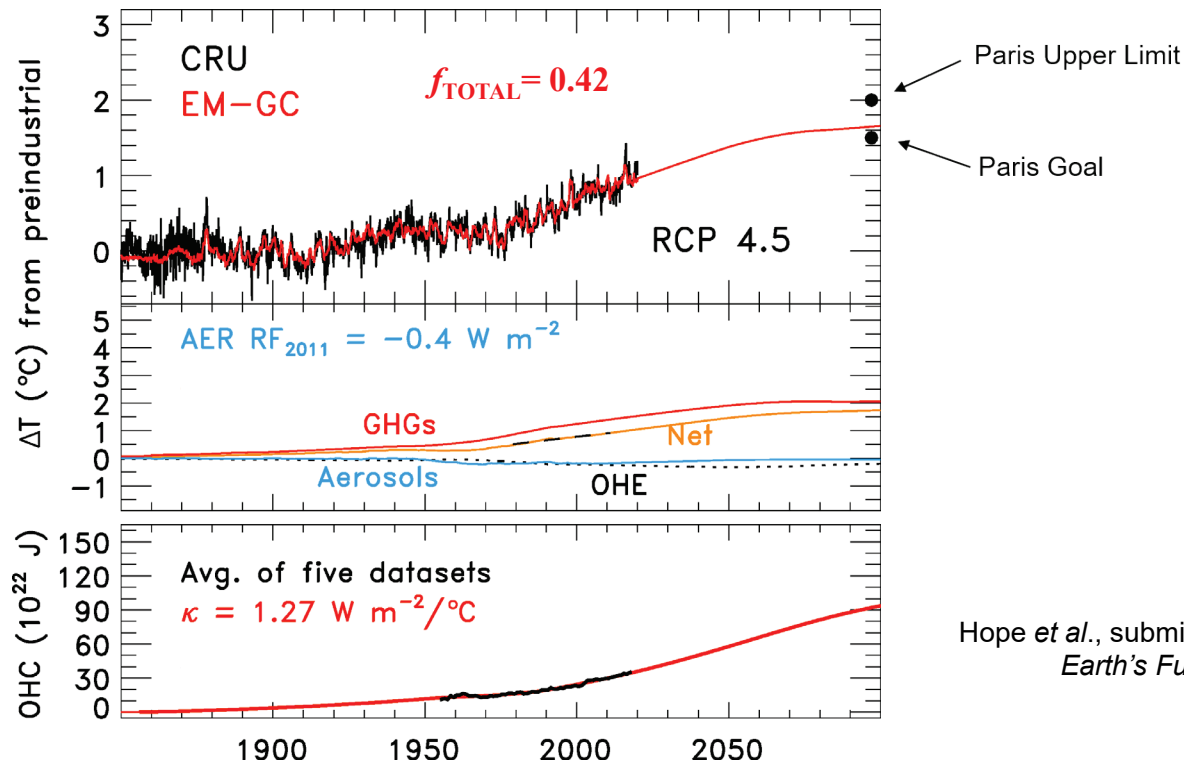 3
2
1
0
ΔT (°C) from preindustrial
CRU
EM-GC
f_TOTAL = 0.42
RCP 4.5
Paris Upper Limit
Paris Goal
5
4
3
2
1
0
-1
AER RF₂₀₁₁ = -0.4 W m⁻²
GHGs
Net
Aerosols
OHE
150
120
90
60
30
0
OHC (10²² J)
Avg. of five datasets
κ = 1.27 W m⁻²/°C
Hope et al., submi
Earth's Fu
1900 1950 2000 2050